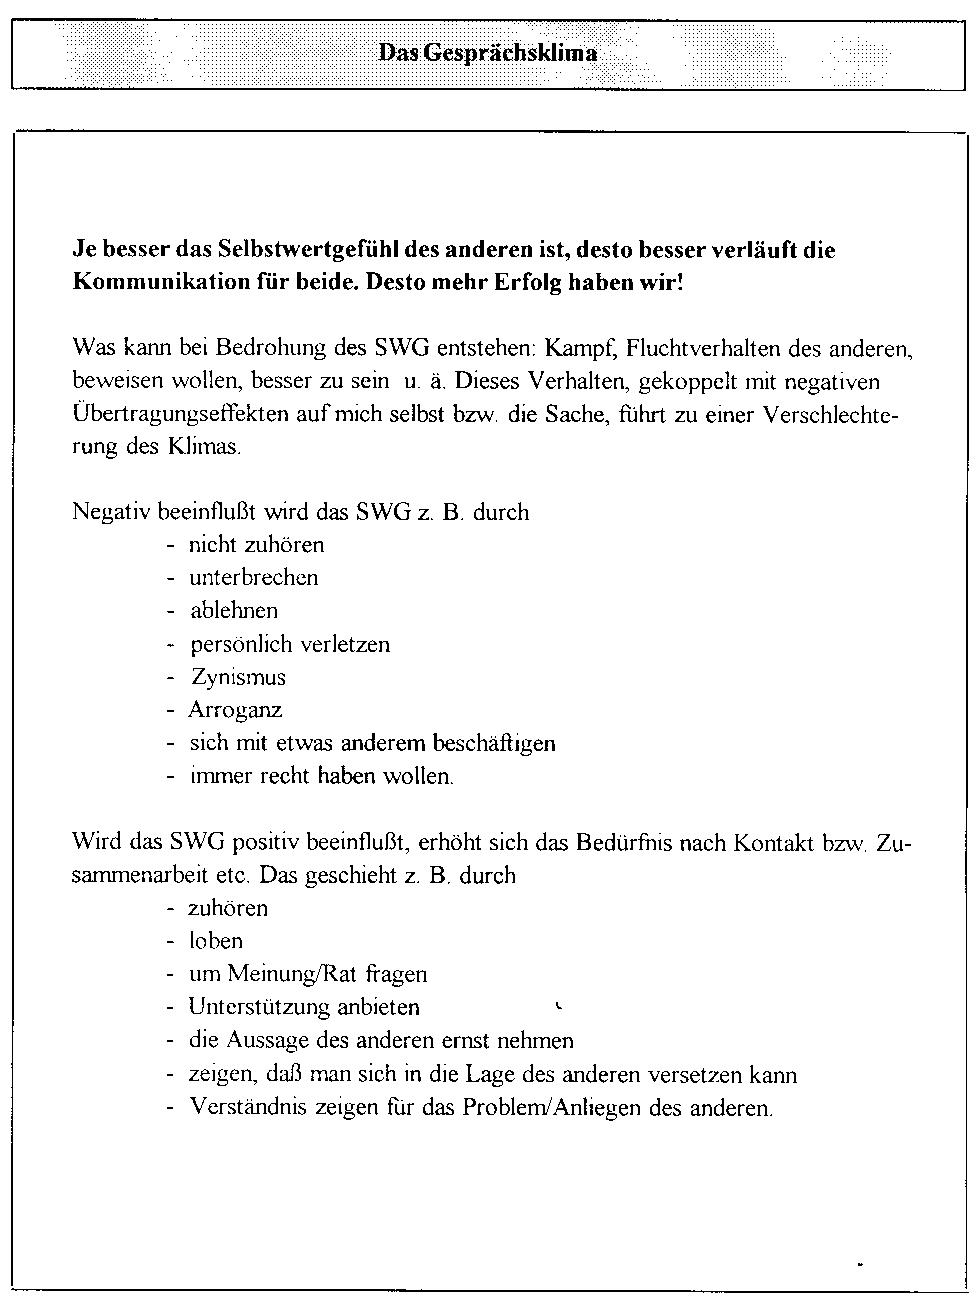 Das Gesprächsklima
Je besser das Selbstwertgefühl des anderen ist, desto besser verläuft die
Kommunikation für beide. Desto mehr Erfolg haben wir!
Was kann bei Bedrohung des SWG entstehen: Kampf, Fluchtverhalten des anderen,
beweisen wollen, besser zu sein u. ä. Dieses Verhalten, gekoppelt mit negativen
Übertragungseffekten auf mich selbst bzw. die Sache, führt zu einer Verschlechte-
rung des Klimas.
Negativ beeinflußt wird das SWG z. B. durch
- nicht zuhören
- unterbrechen
- ablehnen
- persönlich verletzen
- Zynismus
- Arroganz
- sich mit etwas anderem beschäftigen
- immer recht haben wollen.
Wird das SWG positiv beeinflußt, erhöht sich das Bedürfnis nach Kontakt bzw. Zu-
sammenarbeit etc. Das geschieht z. B. durch
- zuhören
- loben
- um Meinung/Rat fragen
- Unterstützung anbieten
- die Aussage des anderen ernst nehmen
- zeigen, daß man sich in die Lage des anderen versetzen kann
- Verständnis zeigen für das Problem/Anliegen des anderen.